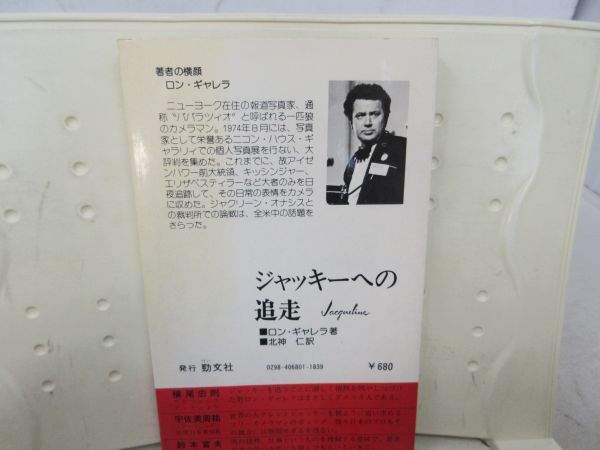 著者の横顔
ロン・ギャレラ
ニューヨーク在住の報道写真家、通
称"パパラツィオ"と呼ばれる一匹狼
のカメラマン。1974年8月には、写真
家として栄誉あるニコン・ハウス・ギ
ャラリィでの個人写真展を行ない、大
評判を集めた。これまでに、故アイゼ
ンハワー前大統領、キッシンジャー、
エリザベスティラーなど大者のみを日
夜追跡して、その日常の表情をカメラ
に収めた。ジャクリーン・オナシスと
の裁判所での論戦は、全米中の話題を
さらった。
ジャッキーへの
追走
Jacqueline
■ロン・ギャレラ著
■北神 仁訳
発行 勁文社
0298-406801-1839
￥680
横尾忠則
宇佐美周祐
鈴木富夫